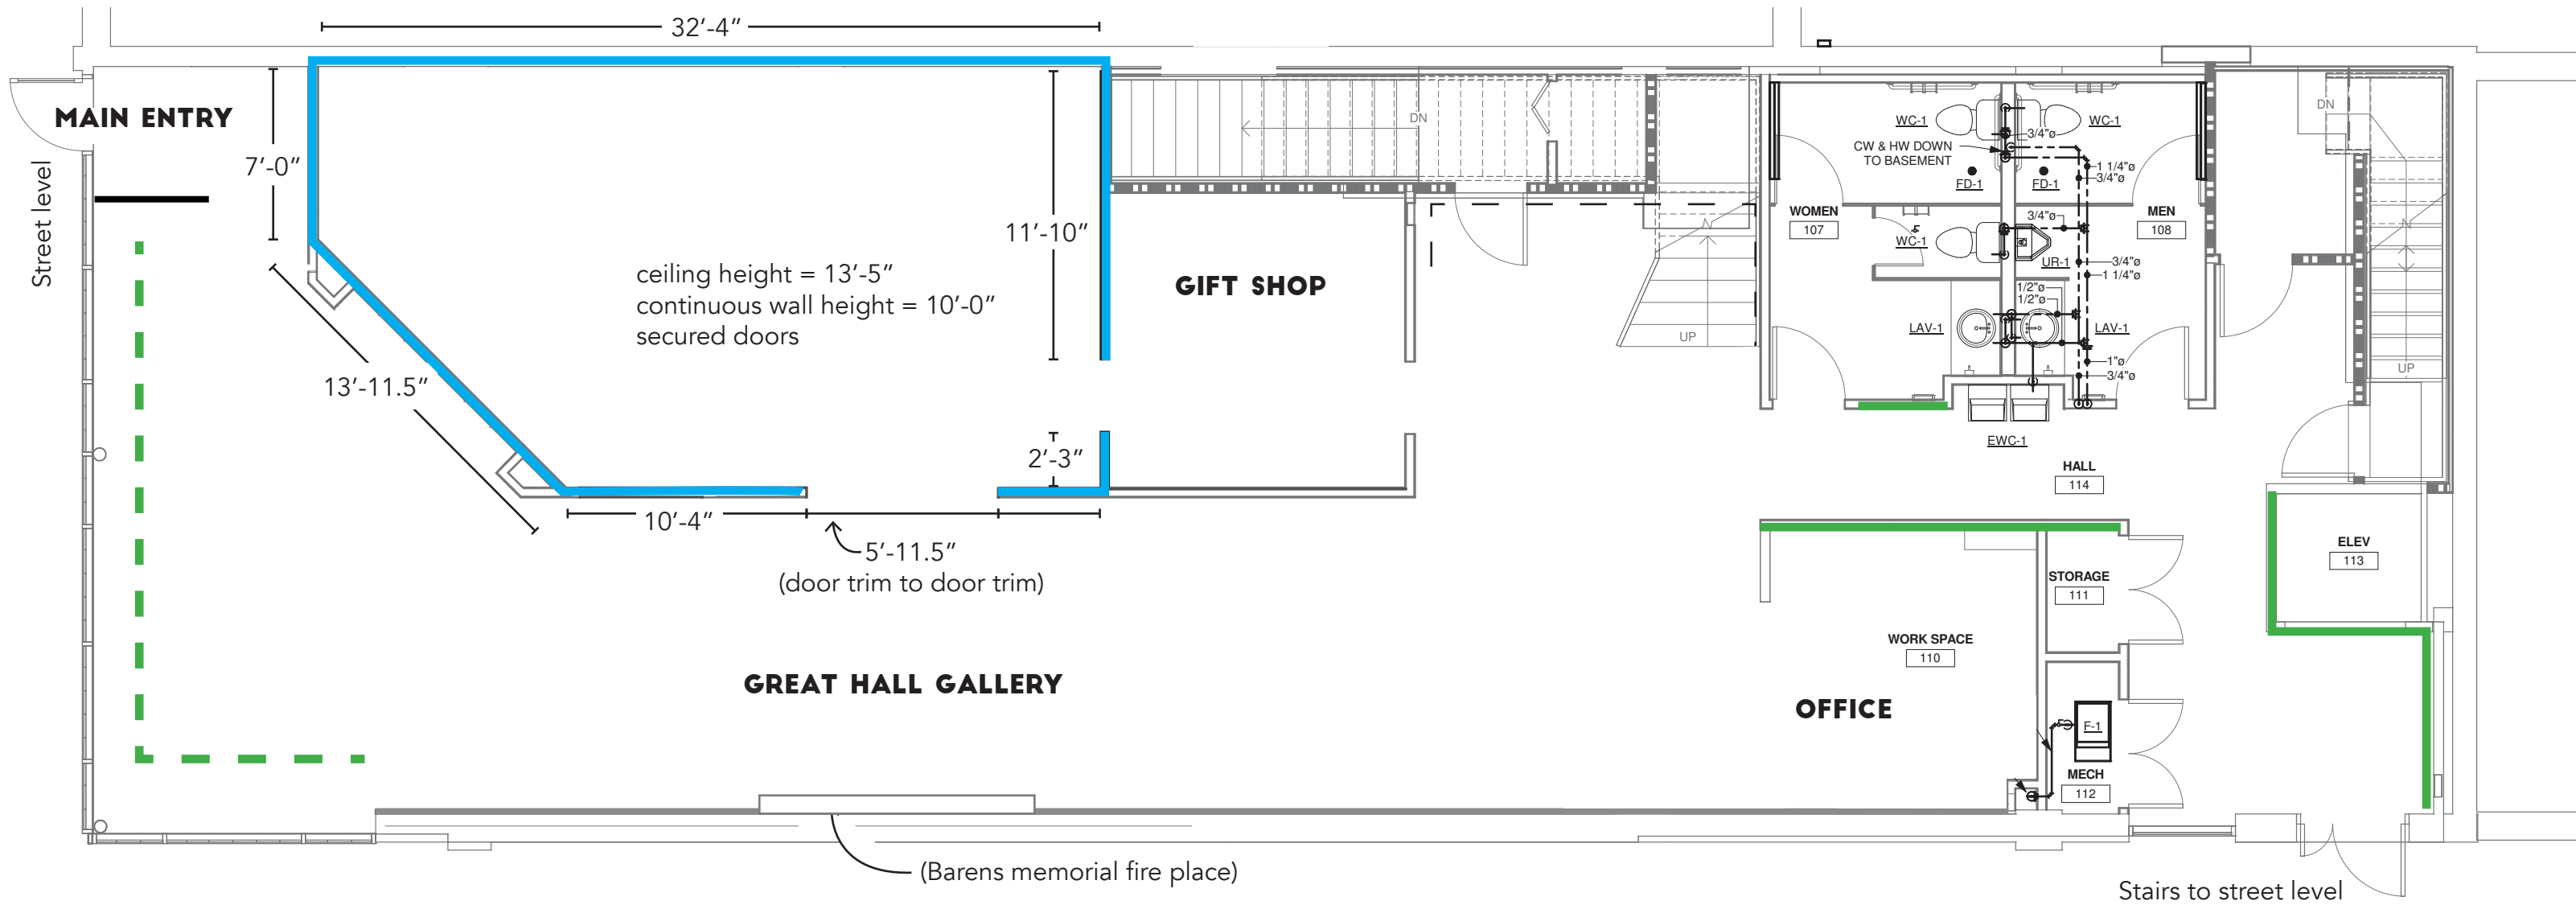 32'-4"
MAIN ENTRY
7'-0"
Street level
11'-10"
ceiling height = 13'-5"
continuous wall height = 10'-0"
secured doors
13'-11.5"
2'-3"
10'-4"
5'-11.5"
(door trim to door trim)
GIFT SHOP
DN
UP
GREAT HALL GALLERY
(Barens memorial fire place)
WC-1
WC-1
3/4"ø
CW & HW DOWN
TO BASEMENT
1 1/4"ø
3/4"ø
FD-1
FD-1
WOMEN
107
3/4"ø
MEN
108
WC-1
UR-1
3/4"ø
1 1/4"ø
1/2"ø
1/2"ø
LAV-1
LAV-1
1"ø
3/4"ø
EWC-1
HALL
114
DN
UP
ELEV
113
STORAGE
111
WORK SPACE
110
OFFICE
F-1
MECH
112
Stairs to street level